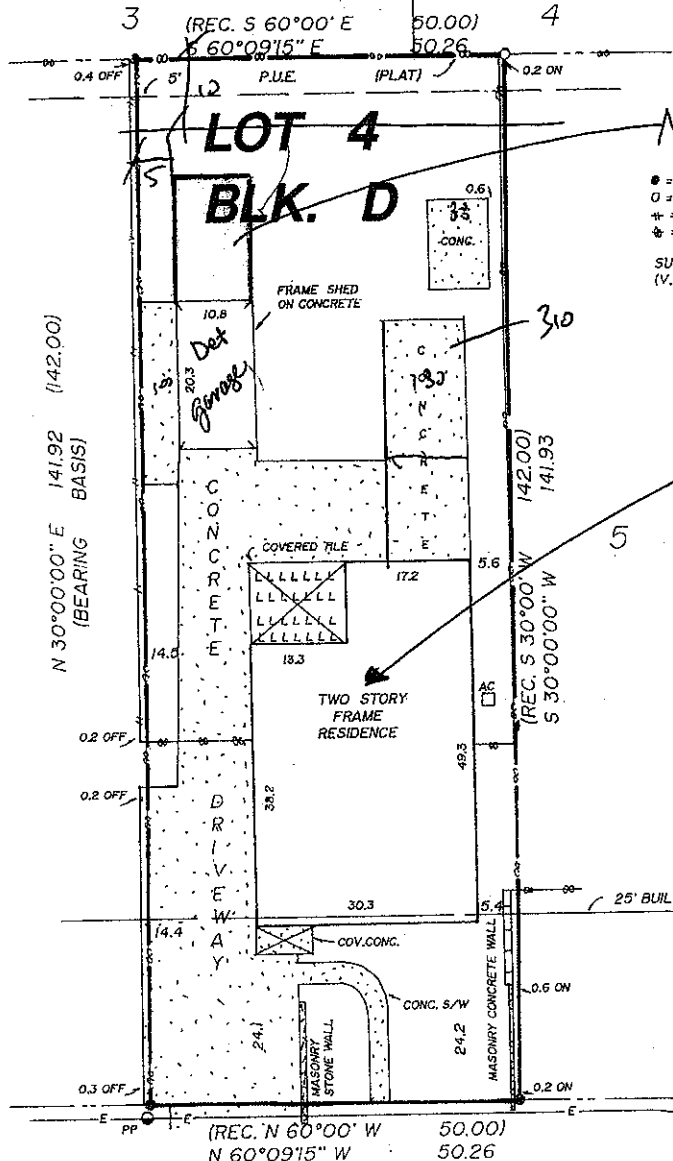 3
4
(REC. S 60°00' E 50.00)
S 60°09'15" E 50.26
0.4 OFF
5' P.U.E. (PLAT)
0.2 ON
12
LOT 4
BLK. D
5
0.6
CONC.
FRAME SHED
ON CONCRETE
10.8
Det
Garage
20.3
310
CONCRETE
N 30°00'00" E 141.92 (142.00)
(BEARING BASIS)
(REC. S 30°00' W 142.00)
S 30°00'00" W 141.93
5
CONCRETE
COVERED TILE
17.2
5.6
13.3
14.5
AC
TWO STORY
FRAME
RESIDENCE
0.2 OFF
49.3
0.2 OFF
38.2
DRIVEWAY
30.3
5.4
25' BUIL
14.4
COV.CONC.
CONC. S/W
MASONRY CONCRETE WALL
0.6 ON
24.1
MASONRY
STONE WALL
24.2
0.3 OFF
0.2 ON
E
E
E
PP
(REC. N 60°00' W 50.00)
N 60°09'15" W 50.26
SU
(V.